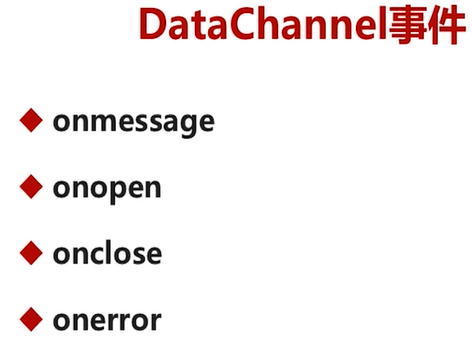 DataChannel事件
◆ onmessage
◆ onopen
◆ onclose
◆ onerror